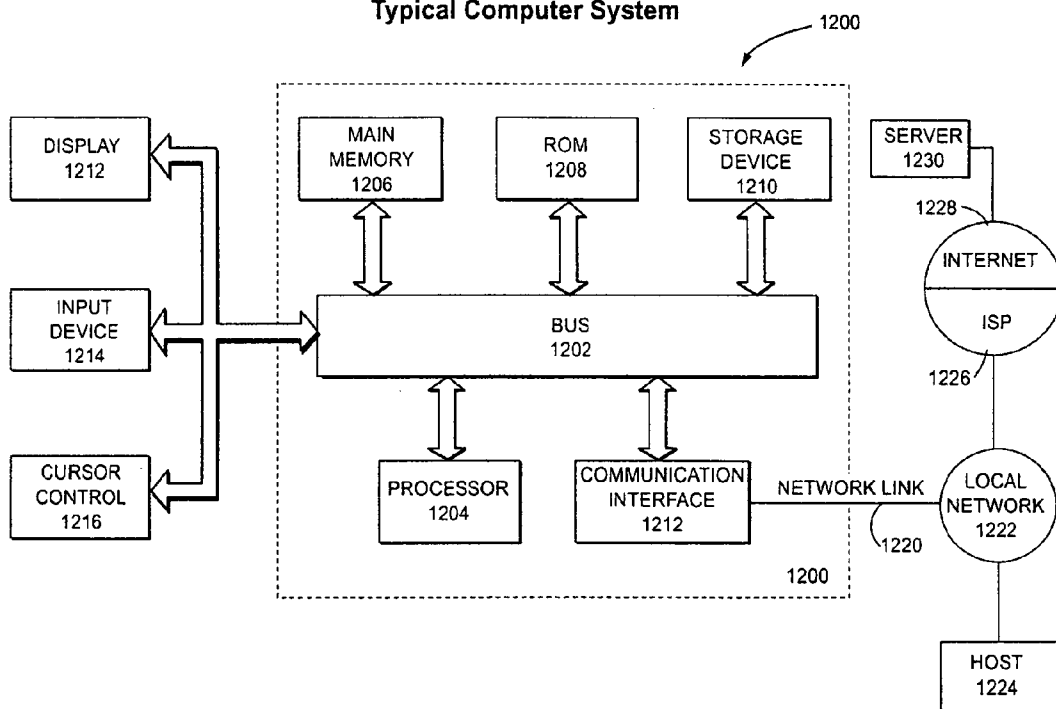 Typical Computer System
1200
DISPLAY
1212
MAIN
MEMORY
1206
ROM
1208
STORAGE
DEVICE
1210
SERVER
1230
1228
INTERNET
ISP
1226
INPUT
DEVICE
1214
BUS
1202
CURSOR
CONTROL
1216
PROCESSOR
1204
COMMUNICATION
INTERFACE
1212
NETWORK LINK
1220
LOCAL
NETWORK
1222
1200
HOST
1224